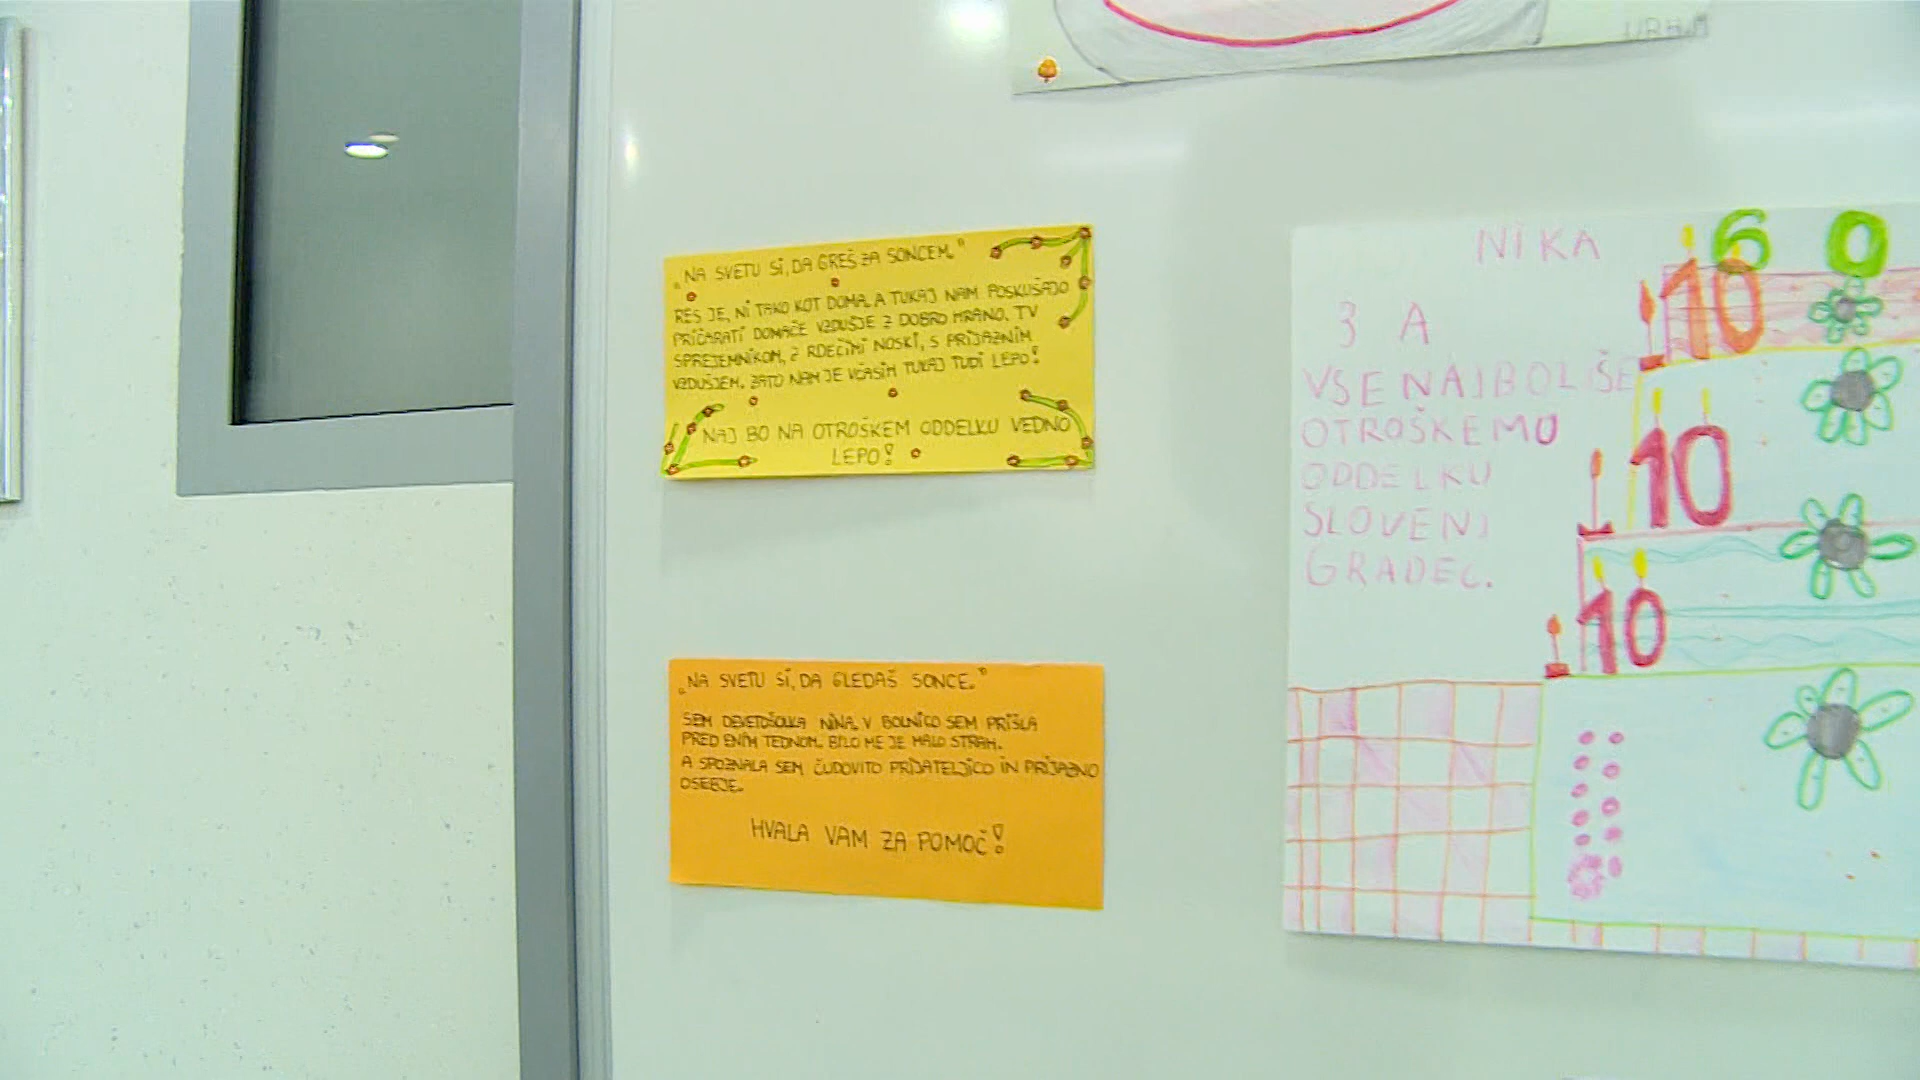 „NA SVETU SI, DA GREŠ ZA SONCEM.“
RES JE, NI TAKO KOT DOMA, A TUKAJ NAM POSKUŠAJO
PRIČARATI DOMAČE VZDUŠJE Z DOBRO HRANO, TV
SPREJEMNIKOM, Z RDEČIMI NOSKI, S PRIJAZNIM
VZDUŠJEM. ZATO NAM JE VČASIH TUKAJ TUDI LEPO!
NAJ BO NA OTROŠKEM ODDELKU VEDNO
LEPO!
„NA SVETU SI, DA GLEDAŠ SONCE.“
SEM DEVETOŠOLKA NINA. V BOLNICO SEM PRIŠLA
PRED ENIM TEDNOM. BILO ME JE MALO STRAH.
A SPOZNALA SEM ČUDOVITO PRIJATELJICO IN PRIJAZNO
OSEBJE.
HVALA VAM ZA POMOČ!
NIKA
3 A
VSE NAJBOLJŠE
OTROŠKEMU
ODDELKU
SLOVENJ
GRADEC.
60
10
10
10